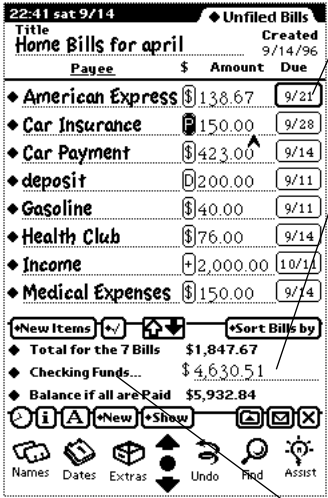 22:41 sat 9/14
◆ Unfiled Bills
Title
Home Bills for april
Created
9/14/96
Payee $ Amount Due
◆ American Express $ 138.67 9/21
◆ Car Insurance P 150.00 9/28
◆ Car Payment $ 423.00 9/14
◆ deposit D 200.00 9/11
◆ Gasoline $ 40.00 9/11
◆ Health Club $ 76.00 9/14
◆ Income + 2,000.00 10/11
◆ Medical Expenses $ 150.00 9/14
◆New Items ◆√ ◆Sort Bills by
◆ Total for the 7 Bills $1,847.67
◆ Checking Funds... $ 4,630.51
◆ Balance if all are Paid $5,932.84
i A ◆New ◆Show X
Names Dates Extras Undo Find Assist